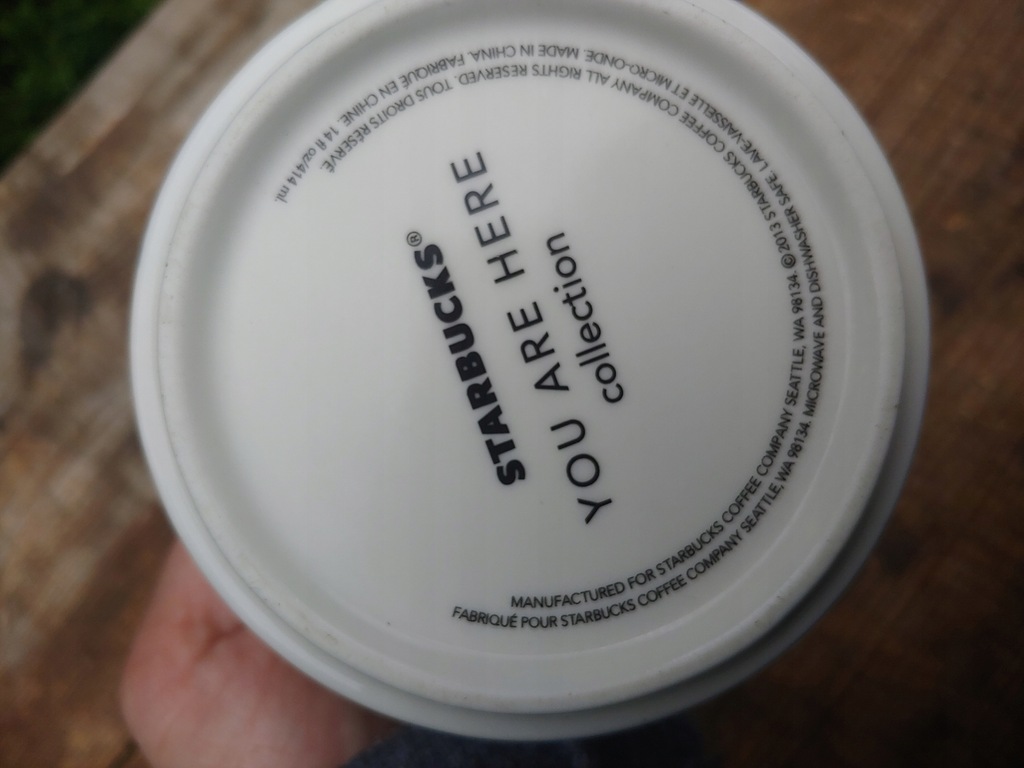 STARBUCKS®
YOU ARE HERE
collection
MANUFACTURED FOR STARBUCKS COFFEE COMPANY SEATTLE, WA 98134. © 2013 STARBUCKS COFFEE COMPANY ALL RIGHTS RESERVED. TOUS DROITS RÉSERVÉ.
FABRIQUÉ POUR STARBUCKS COFFEE COMPANY SEATTLE, WA 98134. MICROWAVE AND DISHWASHER SAFE. LAVE-VAISSELLE ET MICRO-ONDE. MADE IN CHINA. FABRIQUÉ EN CHINE. 14 fl oz/414 ml.